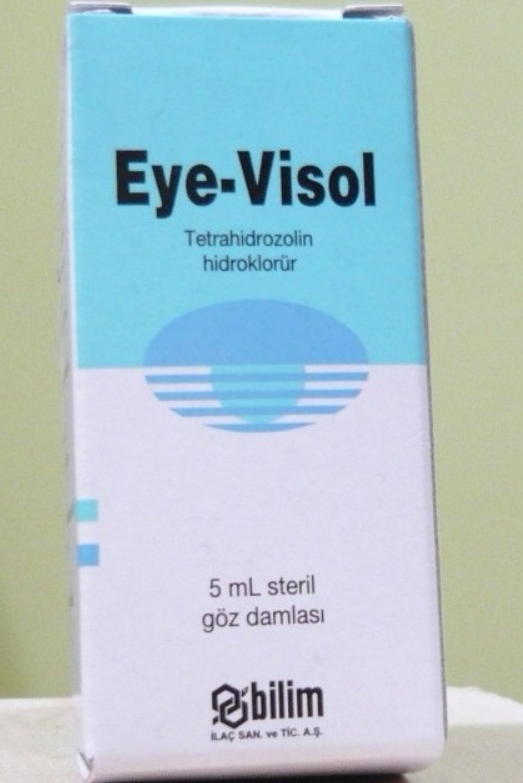 Eye-Visol
Tetrahidrozolin
hidroklorür
5 mL steril
göz damlası
bilim
İLAÇ SAN. ve TİC. A.Ş.